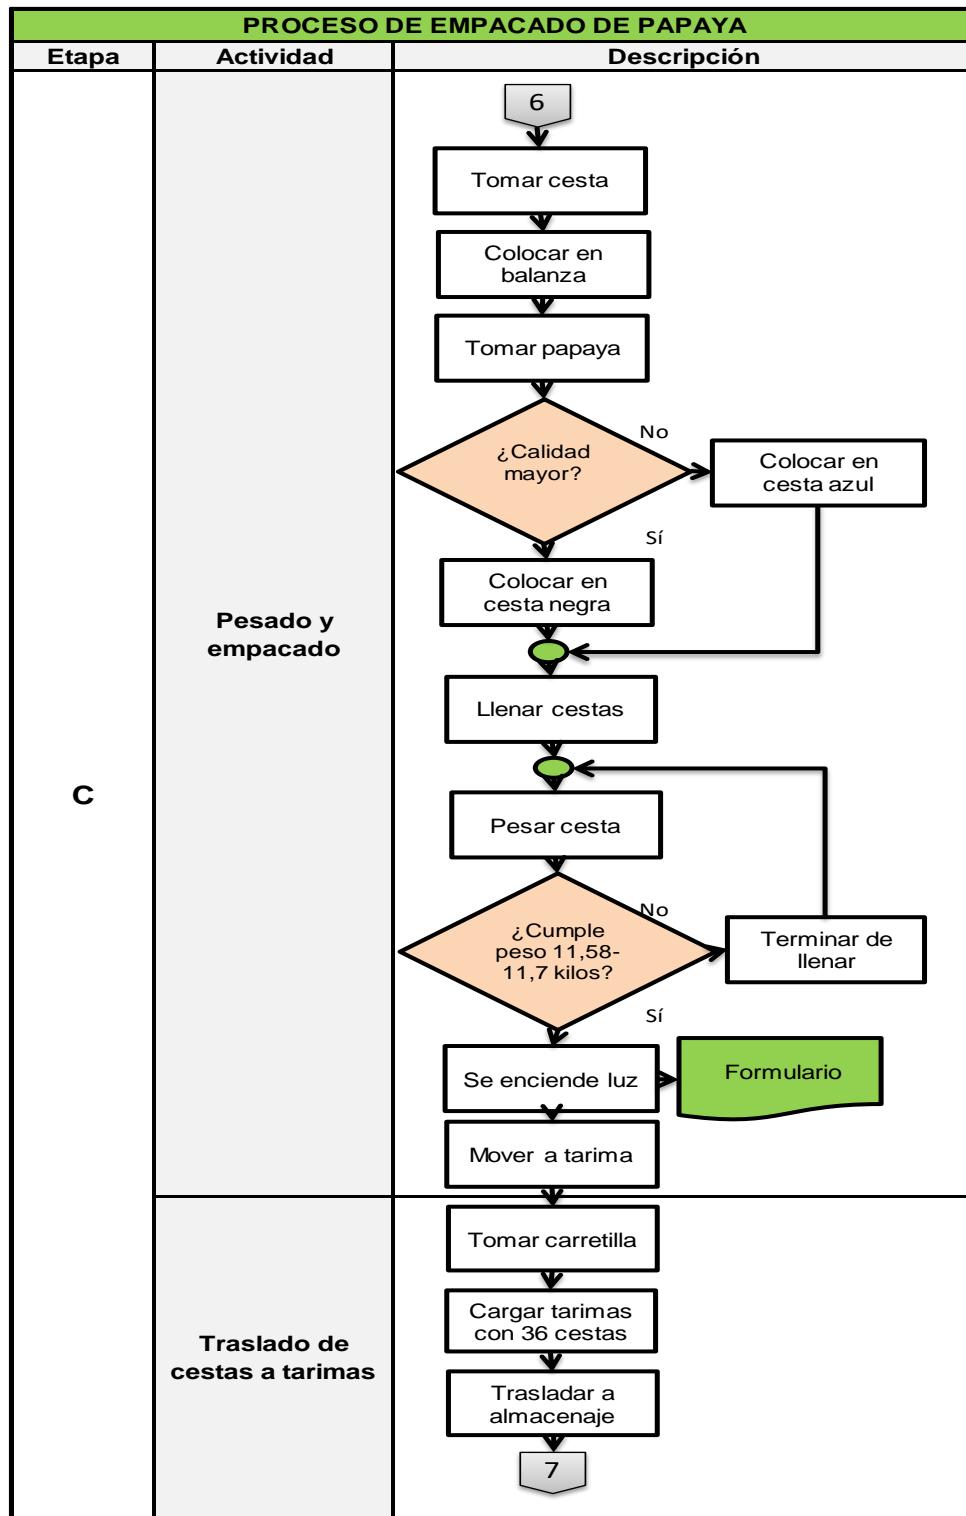 PROCESO DE EMPACADO DE PAPAYA
Etapa
Actividad
Descripción
6
Tomar cesta
Colocar en
balanza
Tomar papaya
¿Calidad
mayor?
No
Colocar en
cesta azul
Sí
Colocar en
cesta negra
Pesado y
empacado
Llenar cestas
C
Pesar cesta
¿Cumple
peso 11,58-
11,7 kilos?
No
Terminar de
llenar
Sí
Se enciende luz
Formulario
Mover a tarima
Tomar carretilla
Cargar tarimas
con 36 cestas
Traslado de
cestas a tarimas
Trasladar a
almacenaje
7